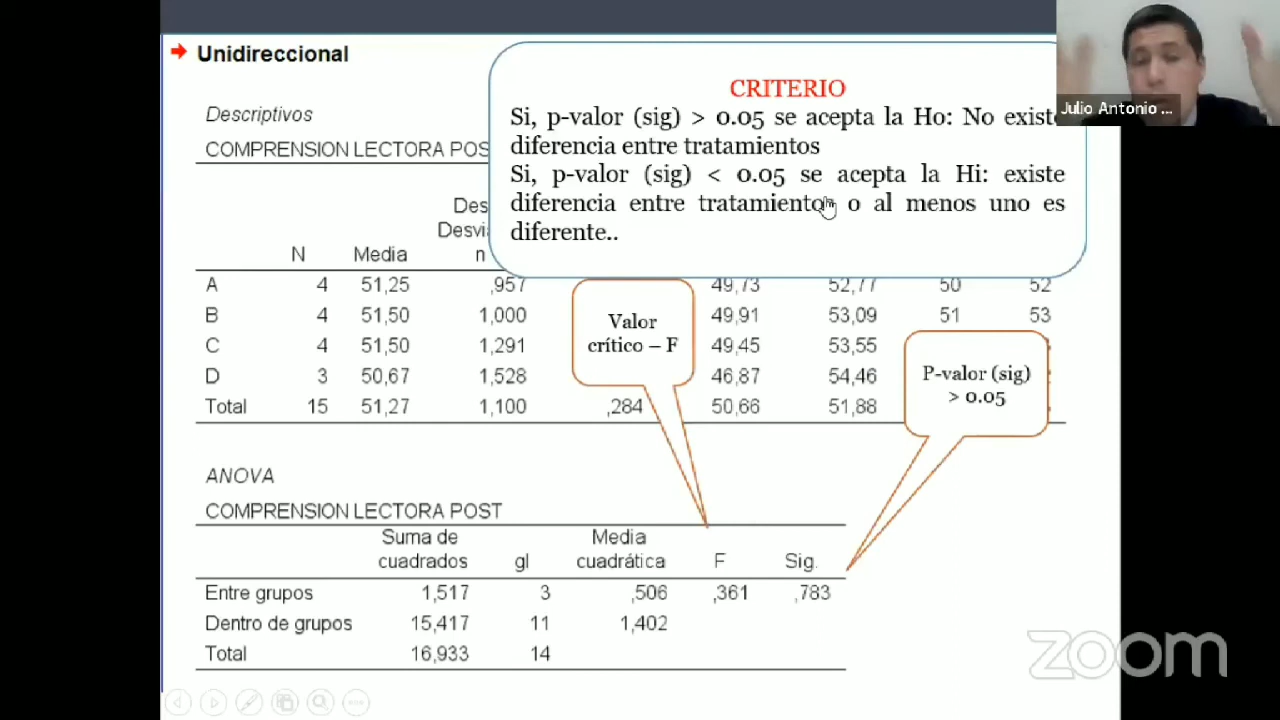 Unidireccional
CRITERIO
Si, p-valor (sig) > 0.05 se acepta la Ho: No existe
diferencia entre tratamientos
Si, p-valor (sig) < 0.05 se acepta la Hi: existe
diferencia entre tratamientos o al menos uno es
diferente..
Julio Antonio ...
Descriptivos
COMPRENSION LECTORA POS
Des
Desvia
N Media n
A 4 51,25 ,957 49,73 52,77 50 52
B 4 51,50 1,000 49,91 53,09 51 53
C 4 51,50 1,291 49,45 53,55
D 3 50,67 1,528 46,87 54,46
Total 15 51,27 1,100 ,284 50,66 51,88
Valor
crítico – F
P-valor (sig)
> 0.05
ANOVA
COMPRENSION LECTORA POST
Suma de Media
cuadrados gl cuadrática F Sig.
Entre grupos 1,517 3 ,506 ,361 ,783
Dentro de grupos 15,417 11 1,402
Total 16,933 14
zoom